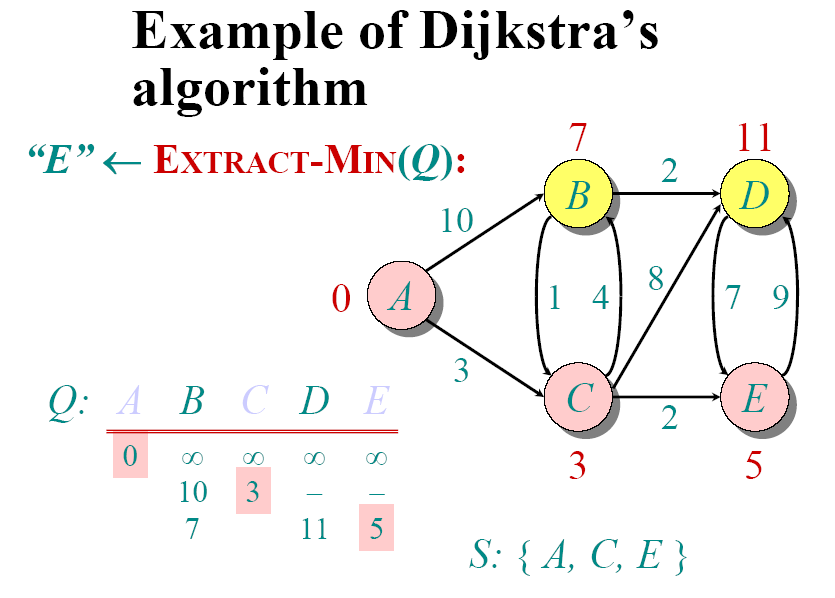 Example of Dijkstra's
algorithm
“E” ← EXTRACT-MIN(Q):
7 11
B 2 D
10
0 A 1 4 8 7 9
3
C 2 E
3 5
Q: A B C D E
0 ∞ ∞ ∞ ∞
10 3 – –
7 11 5
S: { A, C, E }